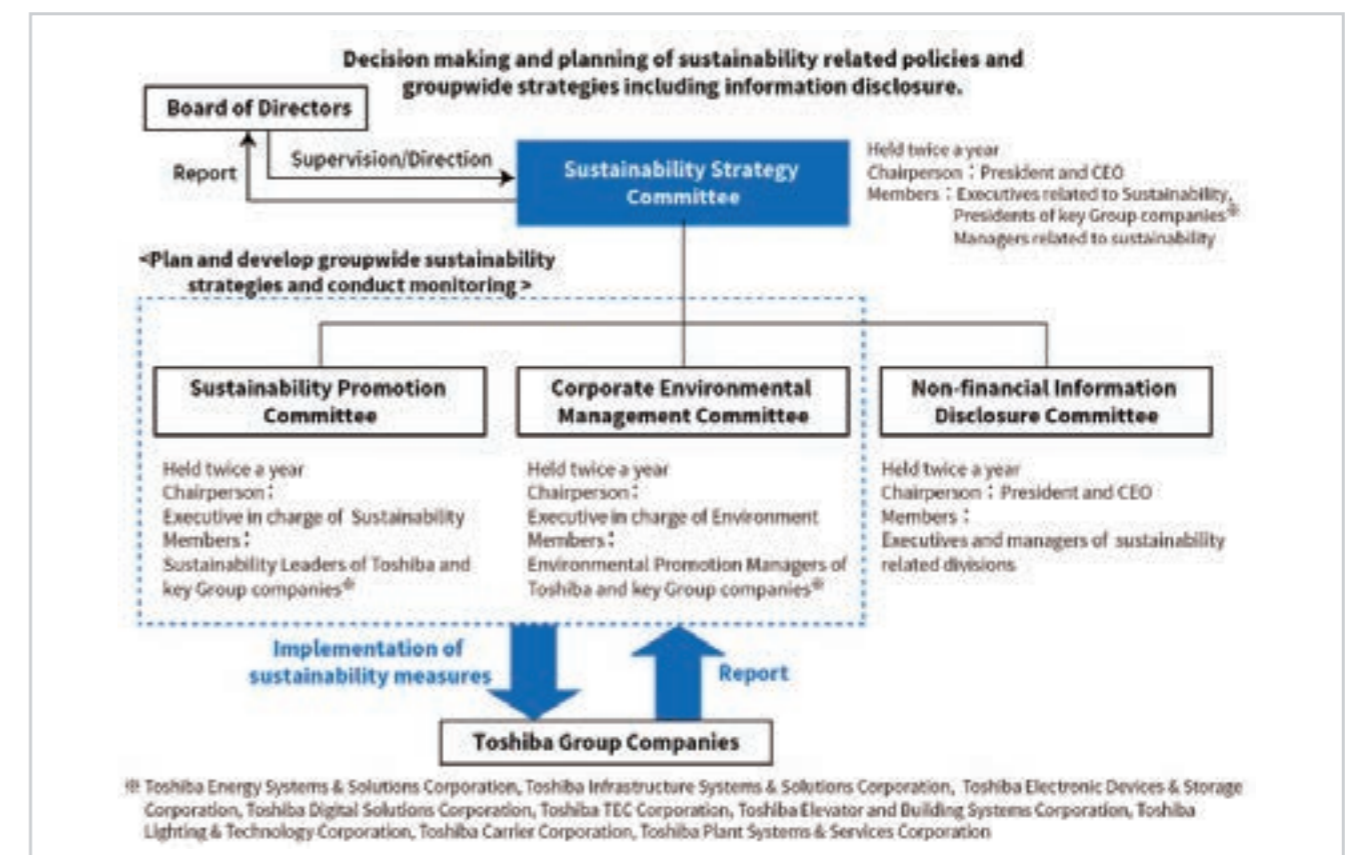 Decision making and planning of sustainability related policies and
groupwide strategies including information disclosure.
Board of Directors
Report
Supervision/Direction
Sustainability Strategy
Committee
Held twice a year
Chairperson：President and CEO
Members：Executives related to Sustainability,
Presidents of key Group companies※
Managers related to sustainability
<Plan and develop groupwide sustainability
strategies and conduct monitoring >
Sustainability Promotion
Committee
Held twice a year
Chairperson：
Executive in charge of Sustainability
Members：
Sustainability Leaders of Toshiba and
key Group companies※
Corporate Environmental
Management Committee
Held twice a year
Chairperson：
Executive in charge of Environment
Members：
Environmental Promotion Managers of
Toshiba and key Group companies※
Non-financial Information
Disclosure Committee
Held twice a year
Chairperson：President and CEO
Members：
Executives and managers of sustainability
related divisions
Implementation of
sustainability measures
Report
Toshiba Group Companies
※ Toshiba Energy Systems & Solutions Corporation, Toshiba Infrastructure Systems & Solutions Corporation, Toshiba Electronic Devices & Storage
Corporation, Toshiba Digital Solutions Corporation, Toshiba TEC Corporation, Toshiba Elevator and Building Systems Corporation, Toshiba
Lighting & Technology Corporation, Toshiba Carrier Corporation, Toshiba Plant Systems & Services Corporation